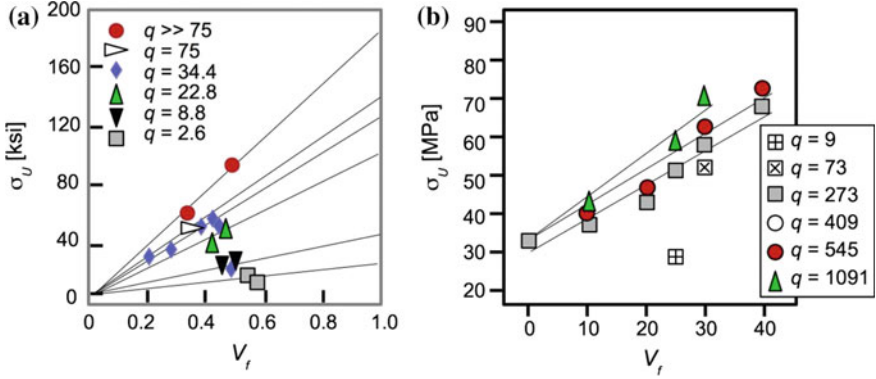 (a)
200
160
120
80
40
0
σU [ksi]
q >> 75
q = 75
q = 34.4
q = 22.8
q = 8.8
q = 2.6
0 0.2 0.4 0.6 0.8 1.0
Vf
(b)
70
60
50
40
30
20
σU [MPa]
q = 9
q = 73
q = 273
q = 409
q = 545
q = 1091
0 10 20 30 40
Vf